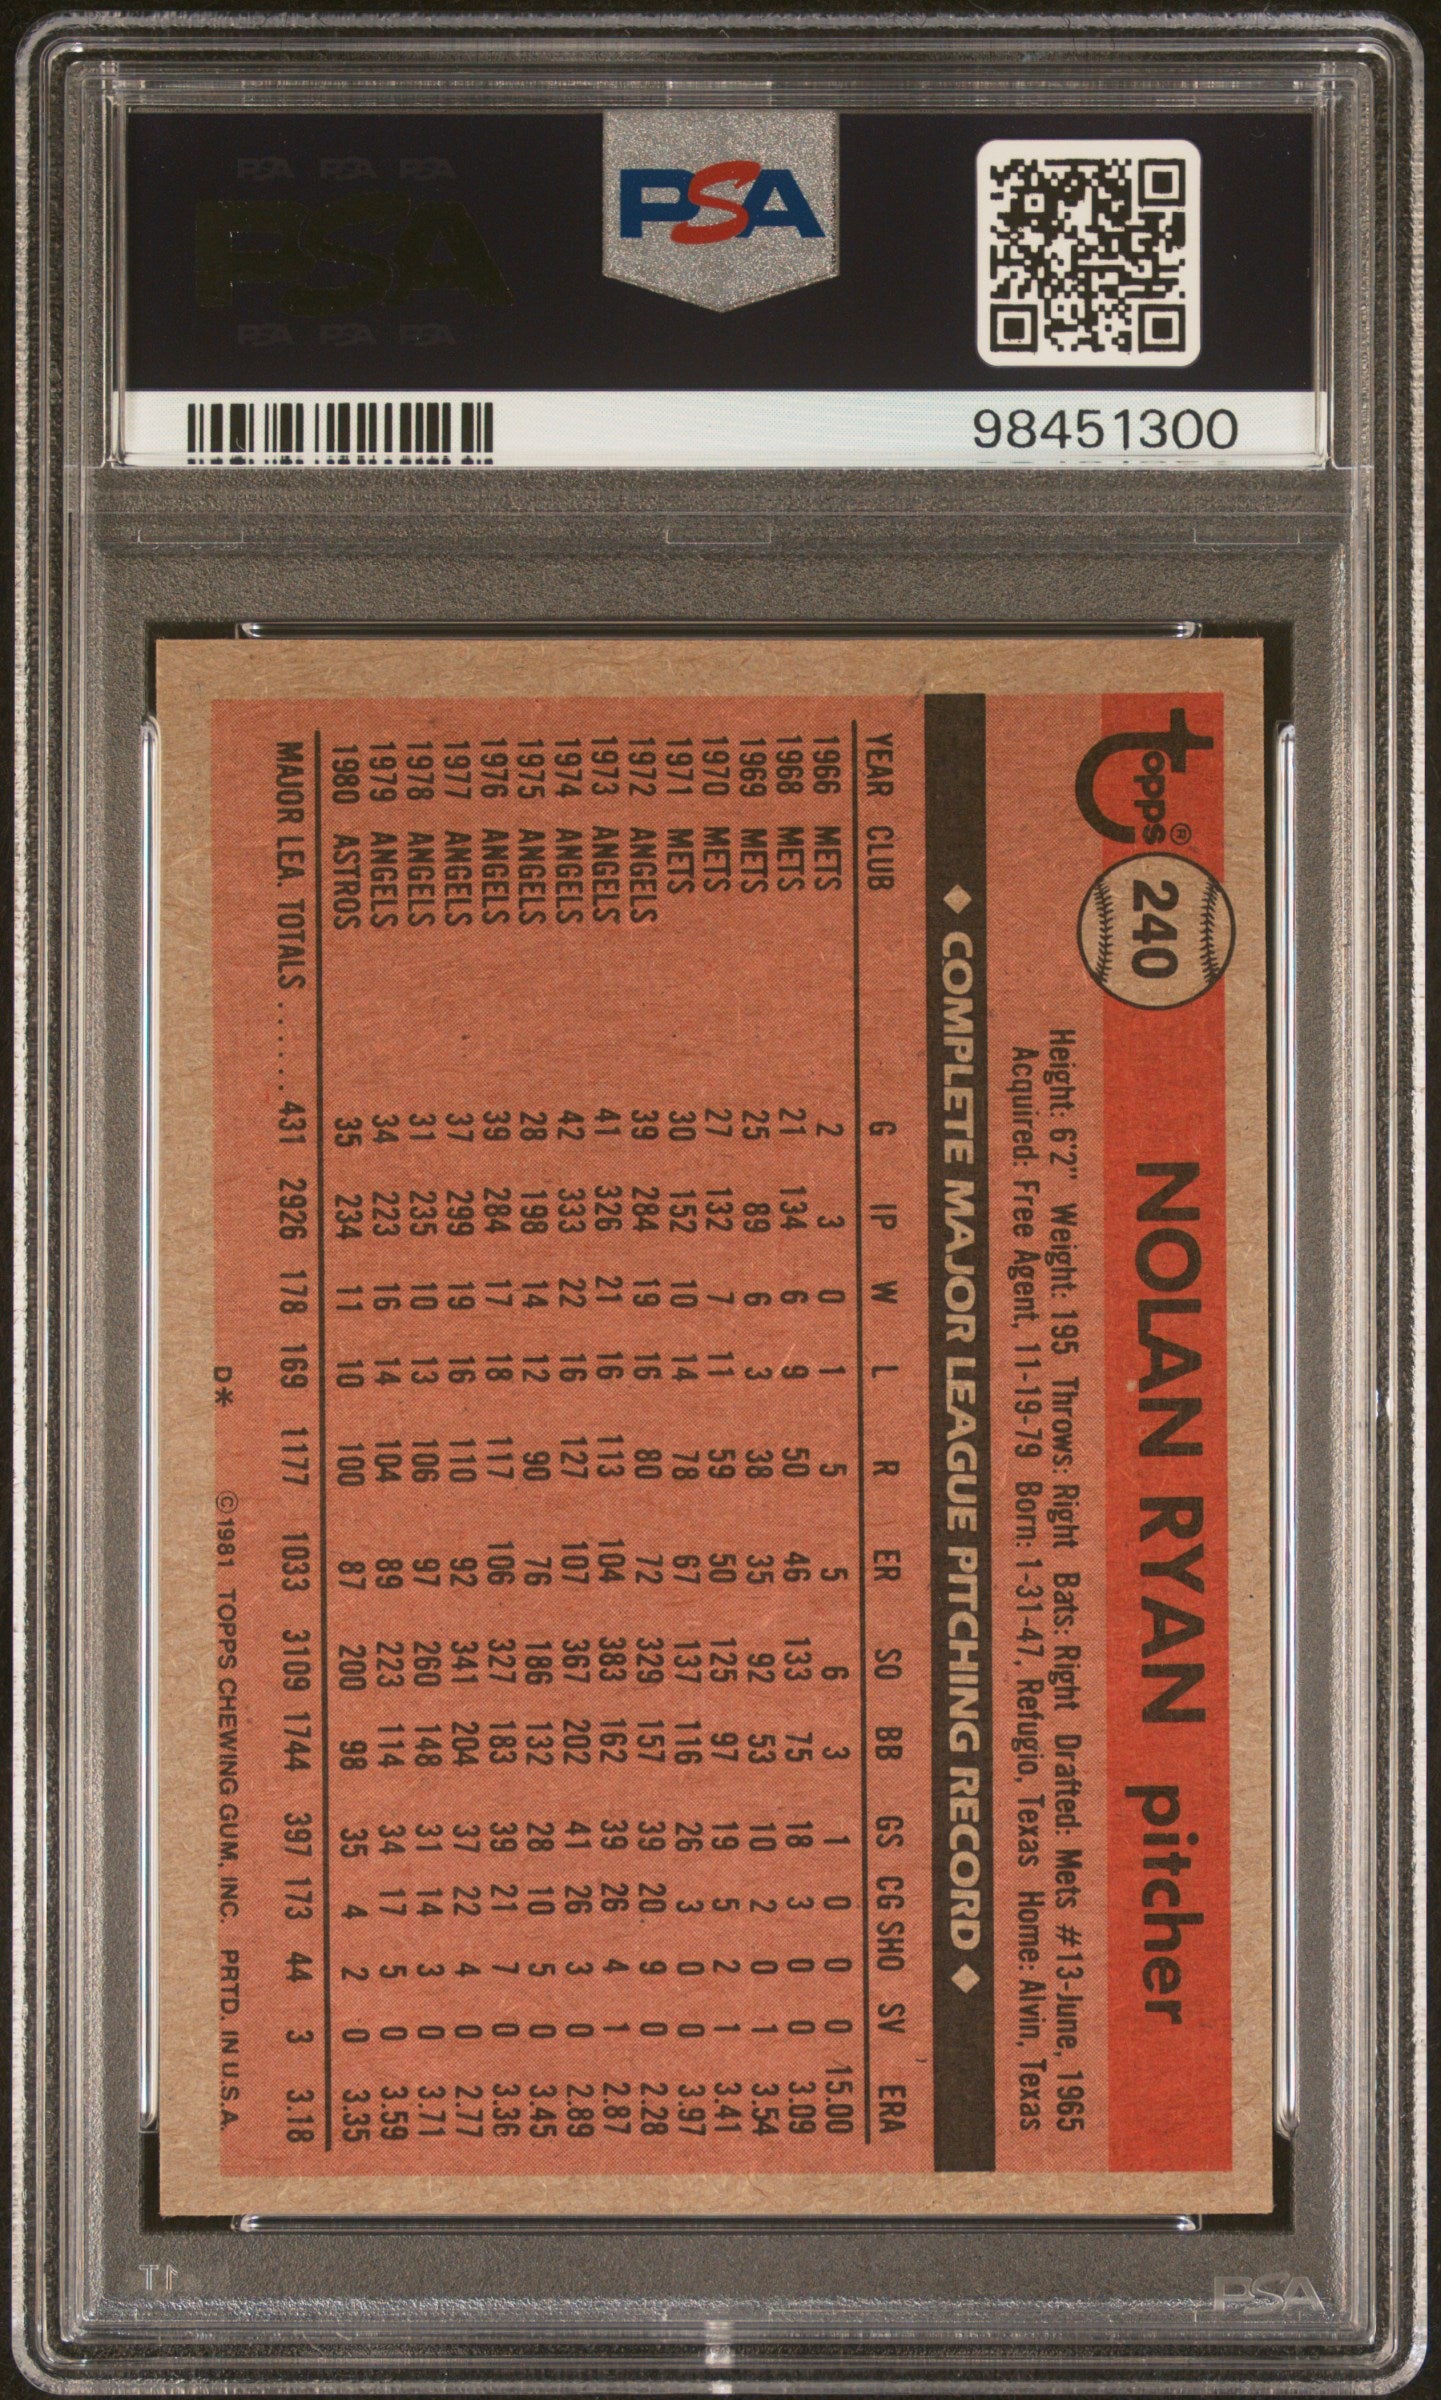 PSA PSA PSA
PSA
PSA PSA PSA
PSA
98451300
topps®
240
NOLAN RYAN pitcher
Height: 6'2" Weight: 195 Throws: Right Bats: Right Drafted: Mets #13-June, 1965
Acquired: Free Agent, 11-19-79 Born: 1-31-47, Refugio, Texas Home: Alvin, Texas
◆ COMPLETE MAJOR LEAGUE PITCHING RECORD ◆
YEAR CLUB G IP W L R ER SO BB GS CG SHO SV ERA
1966 METS 2 3 0 1 5 5 6 3 1 0 0 0 15.00
1968 METS 21 134 6 9 50 46 133 75 18 3 0 0 3.09
1969 METS 25 89 6 3 38 35 92 53 10 2 0 1 3.54
1970 METS 27 132 7 11 59 50 125 97 19 5 2 1 3.41
1971 METS 30 152 10 14 78 67 137 116 26 3 0 0 3.97
1972 ANGELS 39 284 19 16 80 72 329 157 39 20 9 0 2.28
1973 ANGELS 41 326 21 16 113 104 383 162 39 26 4 1 2.87
1974 ANGELS 42 333 22 16 127 107 367 202 41 26 3 0 2.89
1975 ANGELS 28 198 14 12 90 76 186 132 28 10 5 0 3.45
1976 ANGELS 39 284 17 18 117 106 327 183 39 21 7 0 3.36
1977 ANGELS 37 299 19 16 110 92 341 204 37 22 4 0 2.77
1978 ANGELS 31 235 10 13 106 97 260 148 31 14 3 0 3.71
1979 ANGELS 34 223 16 14 104 89 223 114 34 17 5 0 3.59
1980 ASTROS 35 234 11 10 100 87 200 98 35 4 2 0 3.35
MAJOR LEA. TOTALS ....... 431 2926 178 169 1177 1033 3109 1744 397 173 44 3 3.18
D* ©1981 TOPPS CHEWING GUM, INC. PRTD. IN U.S.A.
PSA